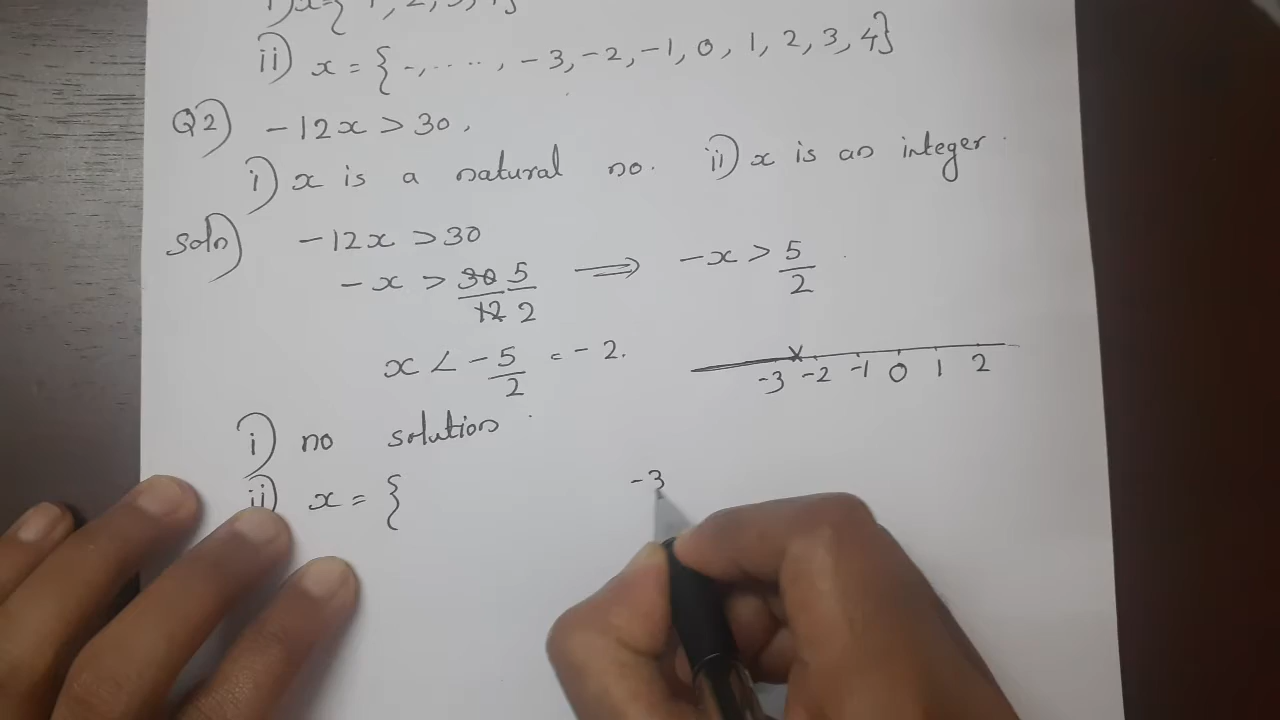 ii) x = { -, ...., -3, -2, -1, 0, 1, 2, 3, 4}
Q2) -12x > 30,
i) x is a natural no. ii) x is an integer.
Soln) -12x > 30
-x > 30/12 5/2 ⟹ -x > 5/2
x < -5/2 = -2.
-3 -2 -1 0 1 2
i) no solution.
ii) x = { -3